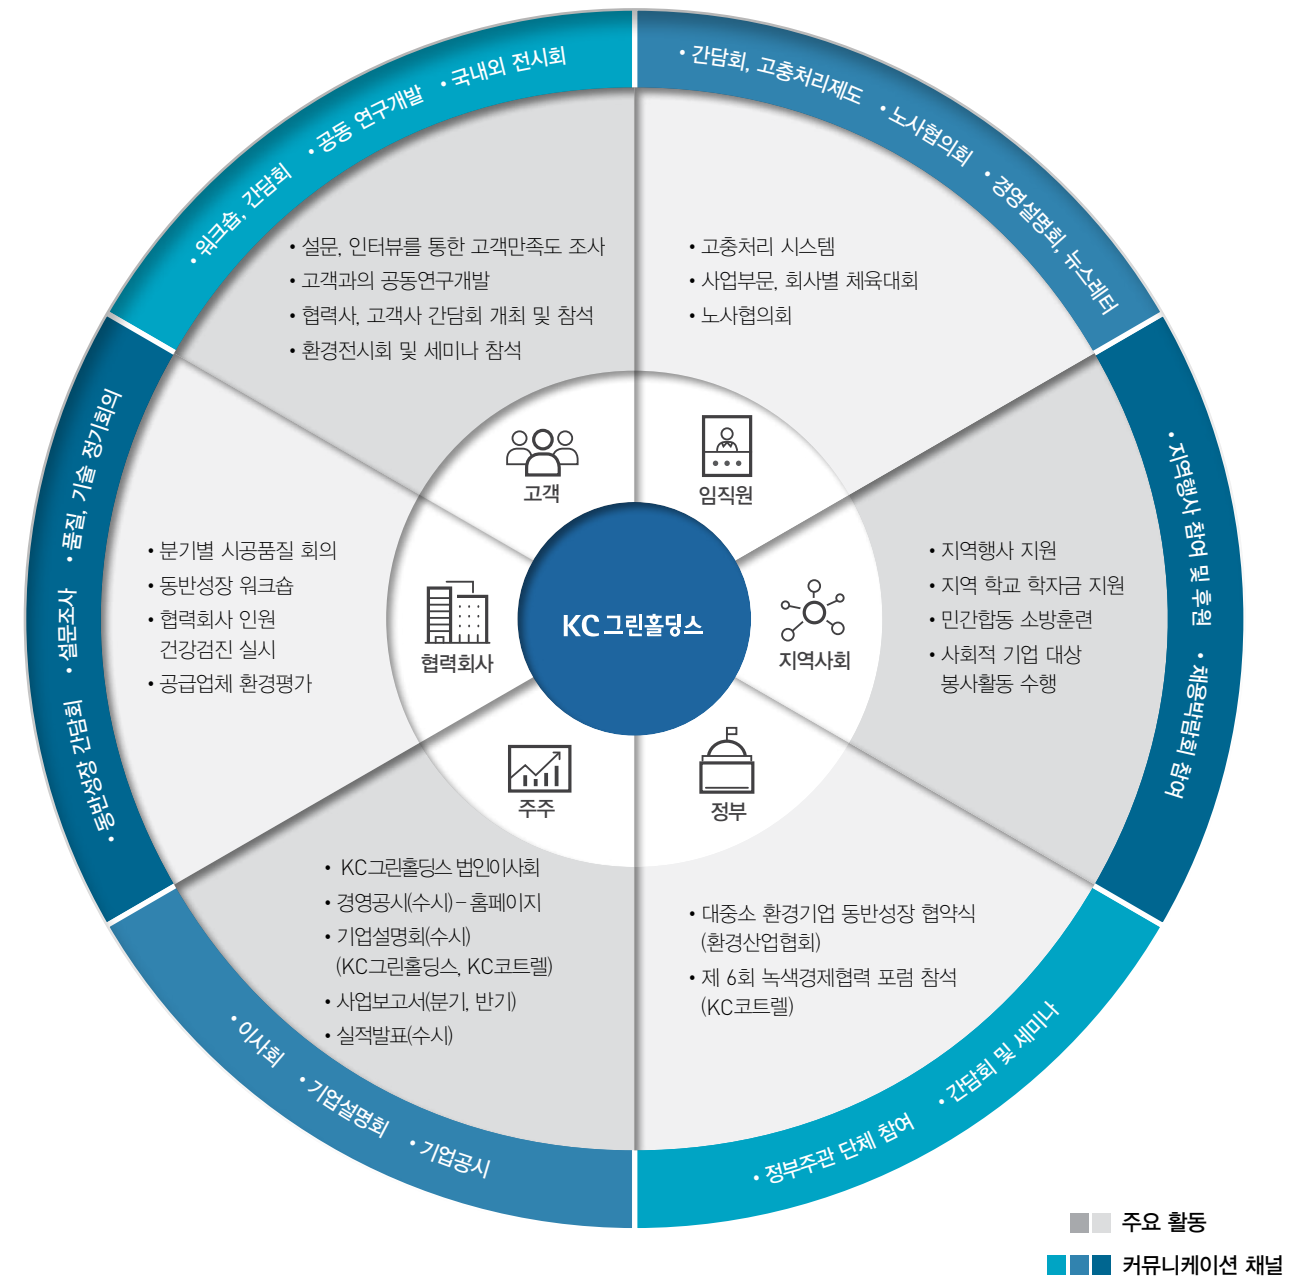 • 워크숍, 간담회 • 공동 연구개발 • 국내외 전시회
• 간담회, 고충처리제도 • 노사협의회 • 경영설명회, 뉴스레터
• 설문, 인터뷰를 통한 고객만족도 조사
• 고객과의 공동연구개발
• 협력사, 고객사 간담회 개최 및 참석
• 환경전시회 및 세미나 참석
• 고충처리 시스템
• 사업부문, 회사별 체육대회
• 노사협의회
고객
임직원
• 동반성장 간담회 • 설문조사 • 품질, 기술 정기회의
• 분기별 시공품질 회의
• 동반성장 워크숍
• 협력회사 인원
건강검진 실시
• 공급업체 환경평가
협력회사
KC그린홀딩스
지역사회
• 지역행사 지원
• 지역 학교 학자금 지원
• 민간합동 소방훈련
• 사회적 기업 대상
봉사활동 수행
• 지역행사 참여 및 후원 • 채용박람회 참여
주주
정부
• KC그린홀딩스 법인이사회
• 경영공시(수시) – 홈페이지
• 기업설명회(수시)
(KC그린홀딩스, KC코트렐)
• 사업보고서(분기, 반기)
• 실적발표(수시)
• 대중소 환경기업 동반성장 협약식
(환경산업협회)
• 제 6회 녹색경제협력 포럼 참석
(KC코트렐)
• 이사회 • 기업설명회 • 기업공시
• 정부주관 단체 참여 • 간담회 및 세미나
주요 활동
커뮤니케이션 채널